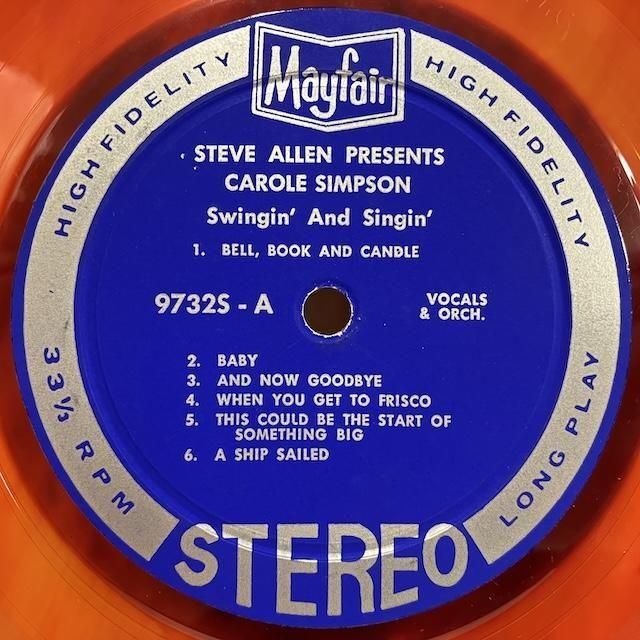 Mayfair
HIGH FIDELITY
HIGH FIDELITY
STEVE ALLEN PRESENTS
CAROLE SIMPSON
Swingin' And Singin'
1. BELL, BOOK AND CANDLE
9732S - A
VOCALS
& ORCH.
2. BABY
3. AND NOW GOODBYE
4. WHEN YOU GET TO FRISCO
5. THIS COULD BE THE START OF
SOMETHING BIG
6. A SHIP SAILED
33⅓ RPM
LONG PLAY
STEREO